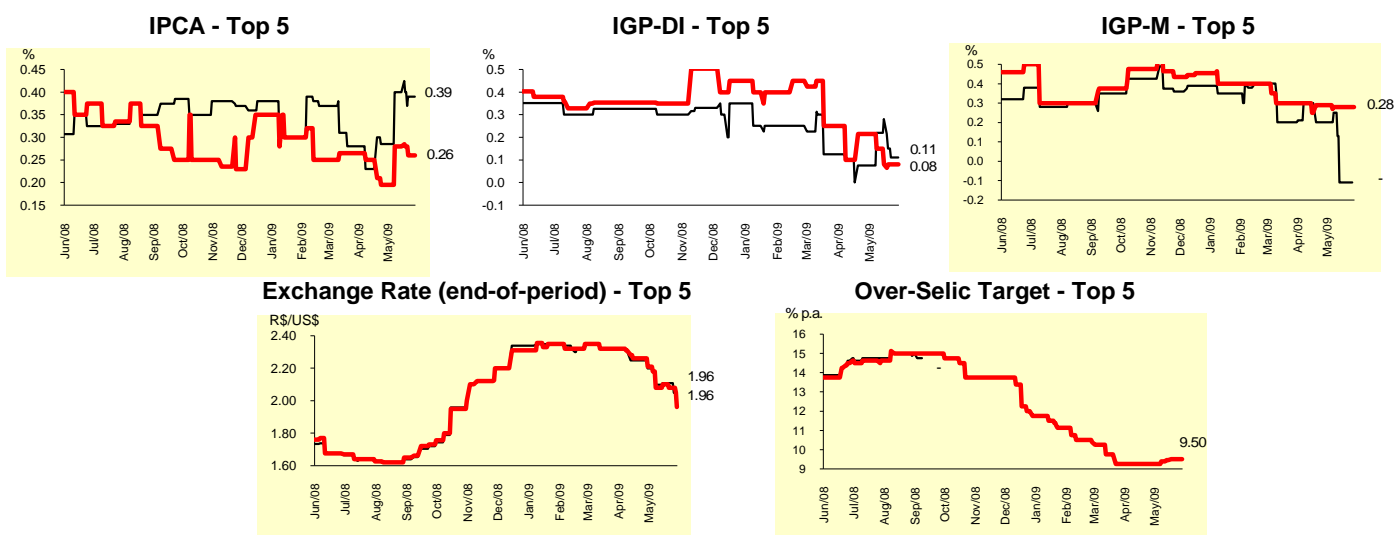 IPCA - Top 5
%
0.45
0.40
0.35
0.30
0.25
0.20
0.15
0.39
0.26
Jun/08
Jul/08
Aug/08
Sep/08
Oct/08
Nov/08
Dec/08
Jan/09
Feb/09
Mar/09
Apr/09
May/09
IGP-DI - Top 5
%
0.5
0.4
0.3
0.2
0.1
0.0
-0.1
0.11
0.08
Jun/08
Jul/08
Aug/08
Sep/08
Oct/08
Nov/08
Dec/08
Jan/09
Feb/09
Mar/09
Apr/09
May/09
IGP-M - Top 5
%
0.5
0.4
0.3
0.2
0.1
0.0
-0.1
-0.2
0.28
-
Jun/08
Jul/08
Aug/08
Sep/08
Oct/08
Nov/08
Dec/08
Jan/09
Feb/09
Mar/09
Apr/09
May/09
Exchange Rate (end-of-period) - Top 5
R$/US$
2.40
2.20
2.00
1.80
1.60
1.96
1.96
Jun/08
Jul/08
Aug/08
Sep/08
Oct/08
Nov/08
Dec/08
Jan/09
Feb/09
Mar/09
Apr/09
May/09
Over-Selic Target - Top 5
% p.a.
16
15
14
13
12
11
10
9
9.50
Jun/08
Jul/08
Aug/08
Sep/08
Oct/08
Nov/08
Dec/08
Jan/09
Feb/09
Mar/09
Apr/09
May/09